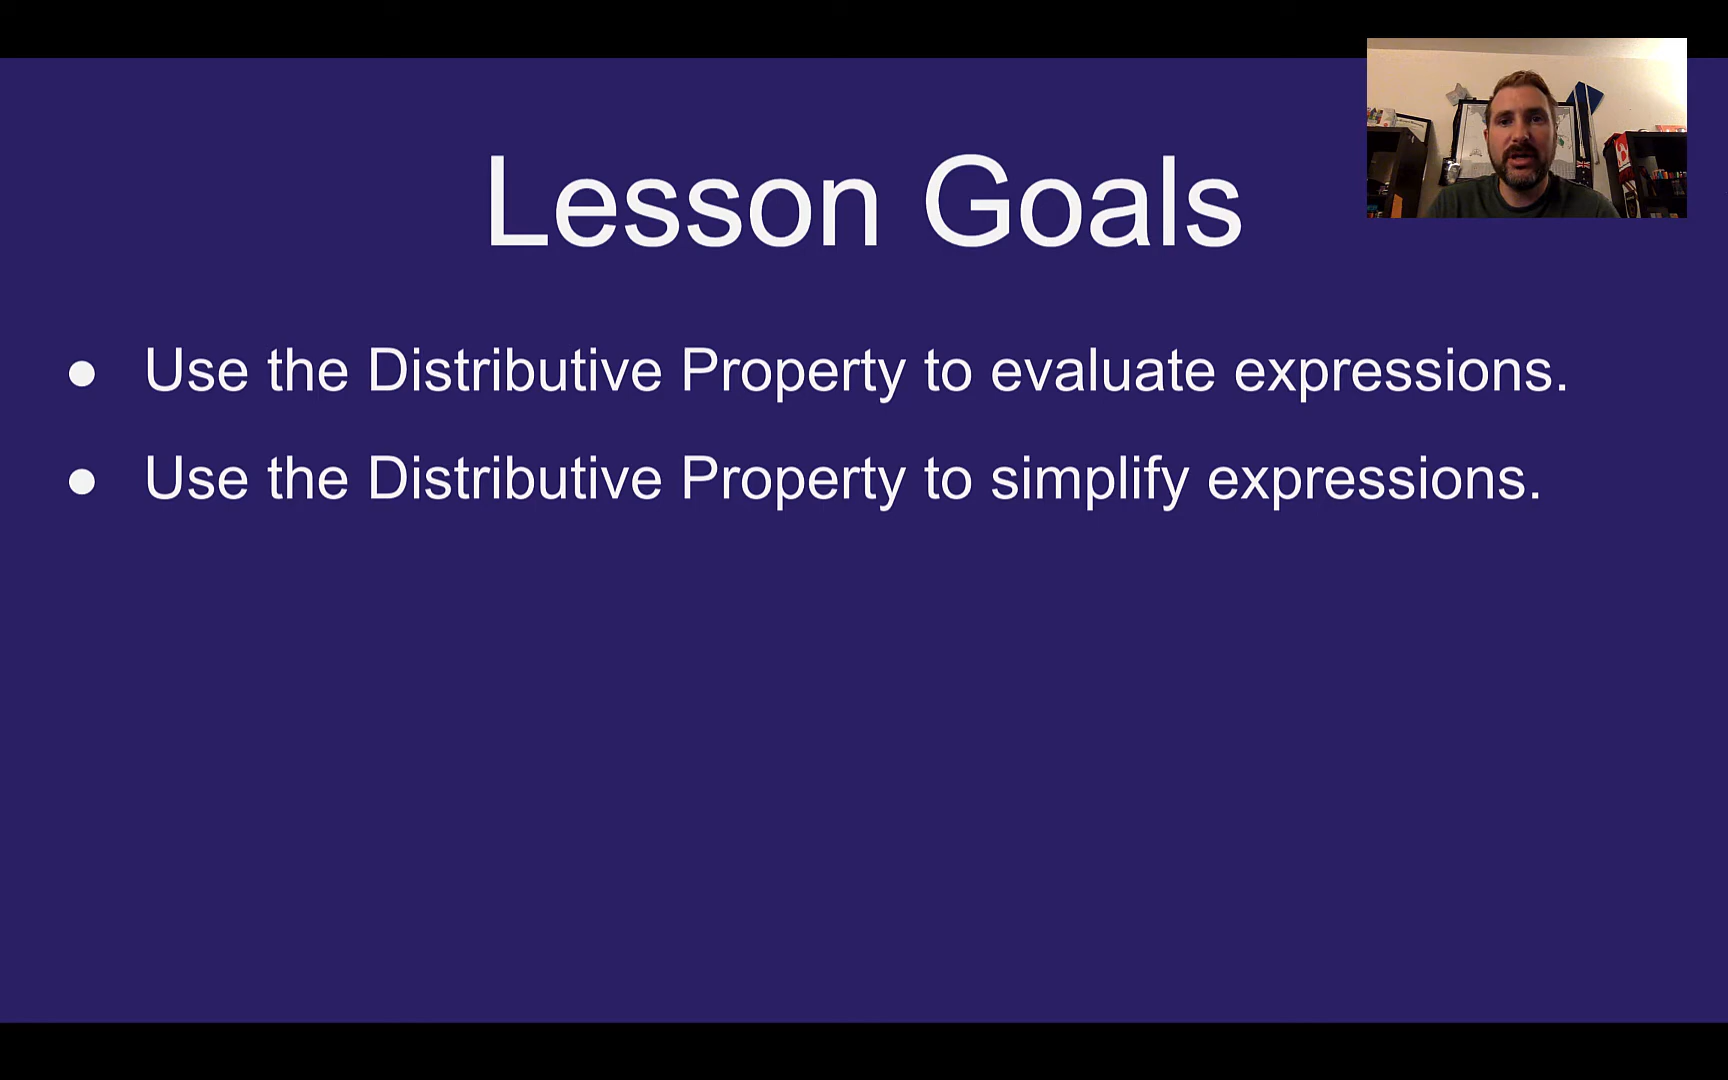 Lesson Goals
● Use the Distributive Property to evaluate expressions.
● Use the Distributive Property to simplify expressions.